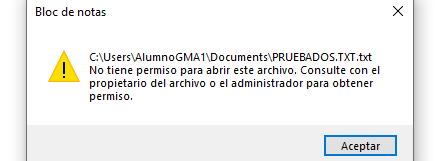 Bloc de notas
C:\Users\AlumnoGMA1\Documents\PRUEBADOS.TXT.txt
No tiene permiso para abrir este archivo. Consulte con el
propietario del archivo o el administrador para obtener
permiso.
Aceptar